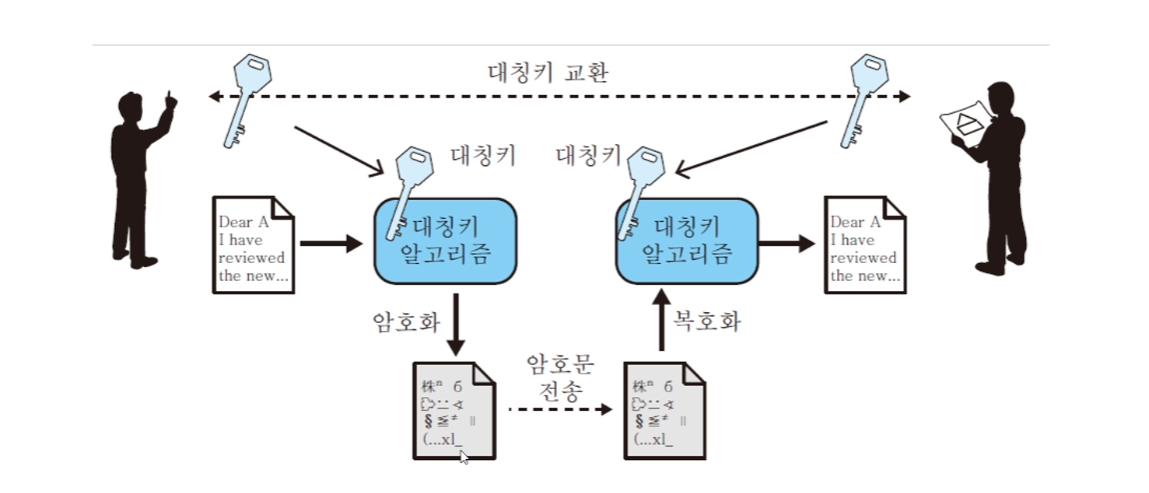 대칭키 교환
대칭키
대칭키
Dear A
I have
reviewed
the new...
대칭키
알고리즘
대칭키
알고리즘
Dear A
I have
reviewed
the new...
암호화
복호화
암호문
전송
株ⁿ 6
§ ≦ ≠ ||
(...xl_
株ⁿ 6
§ ≦ ≠ ||
(...xl_